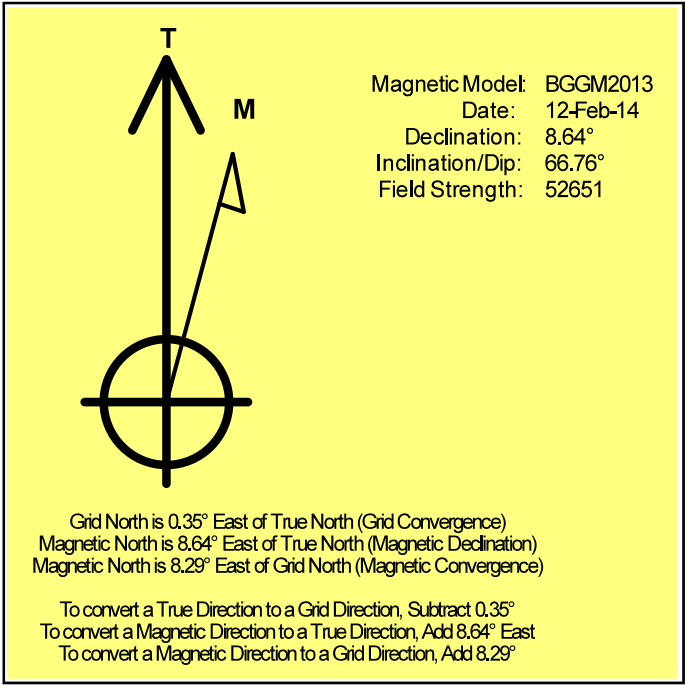 T
M
Magnetic Model: BGGM2013
Date: 12-Feb-14
Declination: 8.64°
Inclination/Dip: 66.76°
Field Strength: 52651
Grid North is 0.35° East of True North (Grid Convergence)
Magnetic North is 8.64° East of True North (Magnetic Declination)
Magnetic North is 8.29° East of Grid North (Magnetic Convergence)
To convert a True Direction to a Grid Direction, Subtract 0.35°
To convert a Magnetic Direction to a True Direction, Add 8.64° East
To convert a Magnetic Direction to a Grid Direction, Add 8.29°